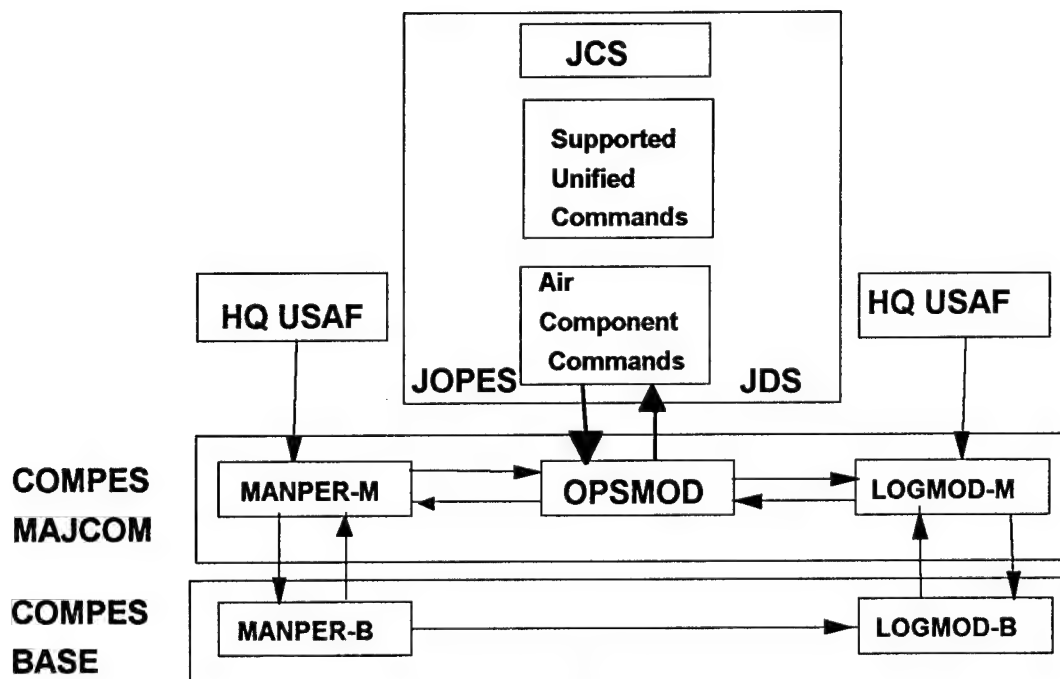 JCS
Supported
Unified
Commands
Air
Component
Commands
JOPES
JDS
HQ USAF
HQ USAF
COMPES
MAJCOM
MANPER-M
OPSMOD
LOGMOD-M
COMPES
BASE
MANPER-B
LOGMOD-B